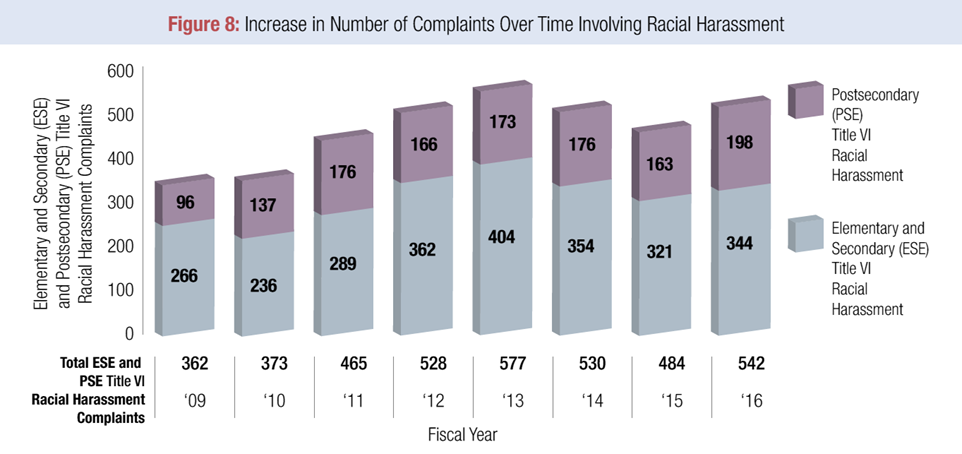 Figure 8: Increase in Number of Complaints Over Time Involving Racial Harassment
Elementary and Secondary (ESE)
and Postsecondary (PSE) Title VI
Racial Harassment Complaints
600
500
400
300
200
100
0
96
137
176
166
173
176
163
198
266
236
289
362
404
354
321
344
Postsecondary
(PSE)
Title VI
Racial
Harassment
Elementary and
Secondary (ESE)
Title VI
Racial
Harassment
Total ESE and
PSE Title VI
Racial Harassment
Complaints
362 373 465 528 577 530 484 542
‘09 ‘10 ‘11 ‘12 ‘13 ‘14 ‘15 ‘16
Fiscal Year